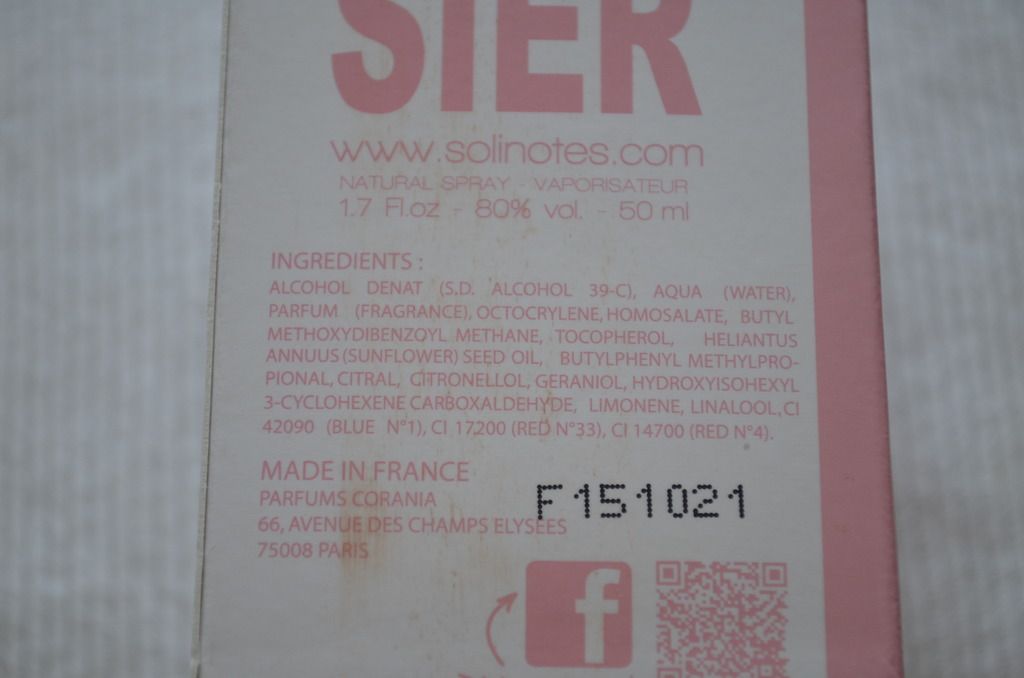 SIER
www.solinotes.com
NATURAL SPRAY - VAPORISATEUR
1.7 Fl.oz - 80% vol. - 50 ml
INGREDIENTS :
ALCOHOL DENAT (S.D. ALCOHOL 39-C), AQUA (WATER),
PARFUM (FRAGRANCE), OCTOCRYLENE, HOMOSALATE, BUTYL
METHOXYDIBENZOYL METHANE, TOCOPHEROL, HELIANTUS
ANNUUS (SUNFLOWER) SEED OIL, BUTYLPHENYL METHYLPRO-
PIONAL, CITRAL, CITRONELLOL, GERANIOL, HYDROXYISOHEXYL
3-CYCLOHEXENE CARBOXALDEHYDE, LIMONENE, LINALOOL, CI
42090 (BLUE N°1), CI 17200 (RED N°33), CI 14700 (RED N°4).
MADE IN FRANCE
PARFUMS CORANIA
66, AVENUE DES CHAMPS ELYSEES
75008 PARIS
F151021
f